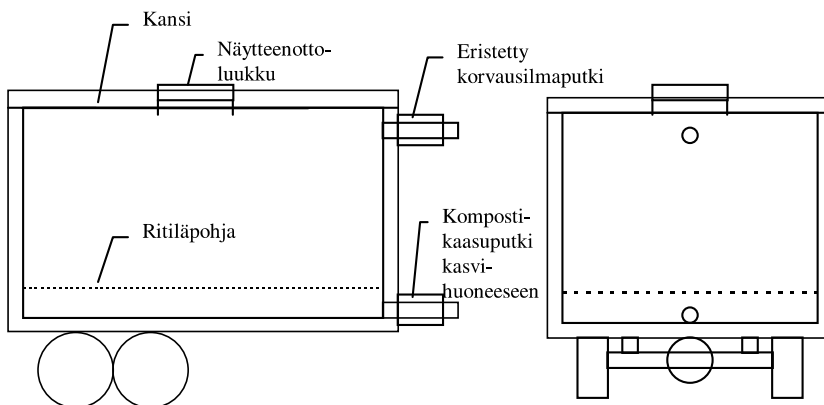 Kansi
Näytteenotto-
luukku
Eristetty
korvausilmaputki
Ritiläpohja
Komposti-
kaasuputki
kasvi-
huoneeseen